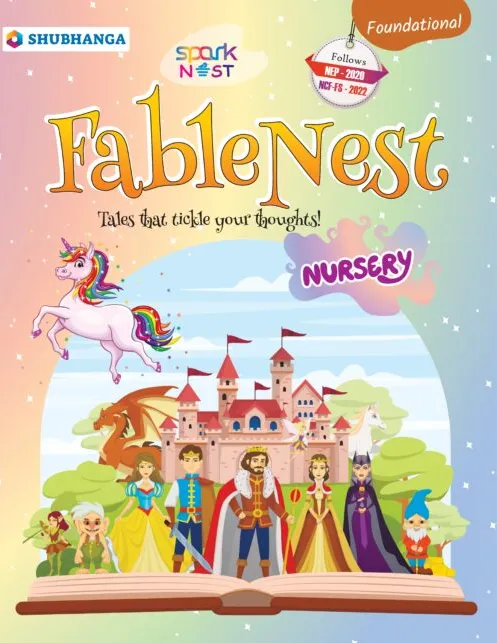 SHUBHANGA
Foundational
spark
NEST
Follows
NEP - 2020
NCF-FS - 2022
FableNest
Tales that tickle your thoughts!
NURSERY